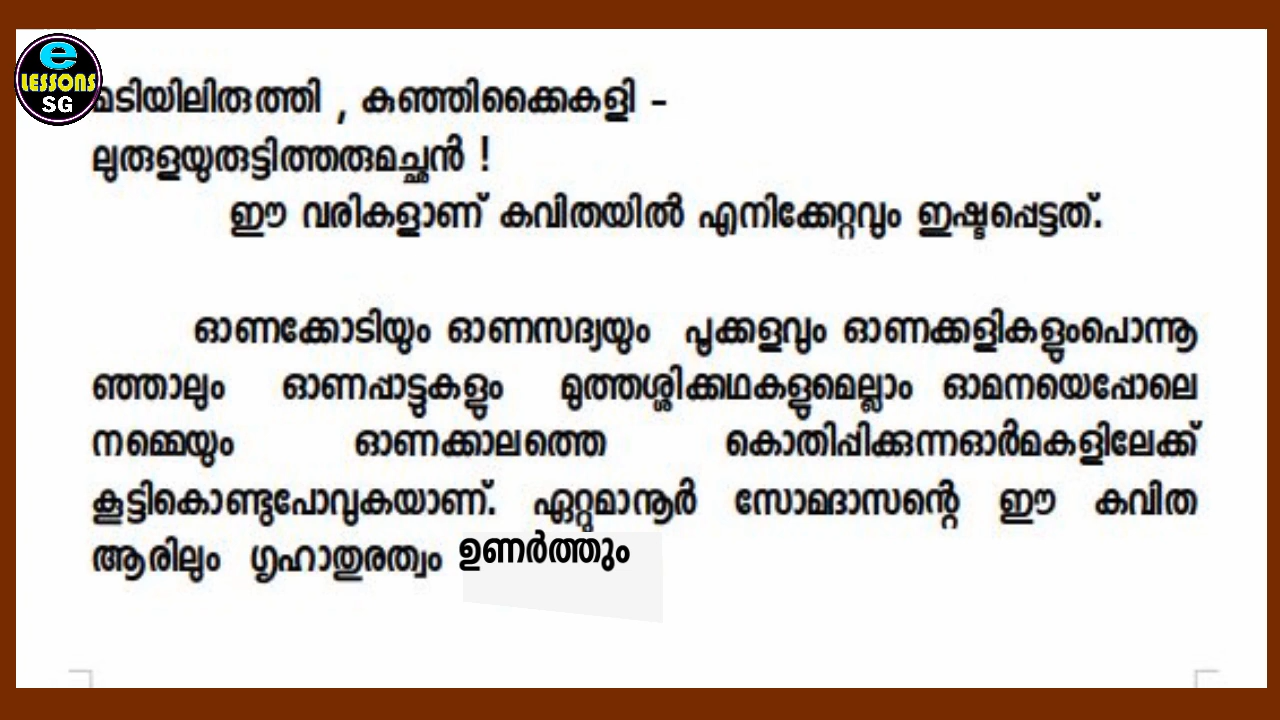 e
LESSONS
SG
മടിയിലിരുത്തി , കുഞ്ഞിക്കൈകളി –
ലുരുളയുരുട്ടിത്തരുമച്ഛൻ !
ഈ വരികളാണ് കവിതയിൽ എനിക്കേറ്റവും ഇഷ്ടപ്പെട്ടത്.
ഓണക്കോടിയും ഓണസദ്യയും പൂക്കളവും ഓണക്കളികളുംപൊന്നൂ
ഞ്ഞാലും ഓണപ്പാട്ടുകളും മുത്തശ്ശിക്കഥകളുമെല്ലാം ഓമനയെപ്പോലെ
നമ്മെയും ഓണക്കാലത്തെ കൊതിപ്പിക്കുന്നഓർമകളിലേക്ക്
കൂട്ടികൊണ്ടുപോവുകയാണ്. ഏറ്റുമാനൂർ സോമദാസന്റെ ഈ കവിത
ആരിലും ഗൃഹാതുരത്വം ഉണർത്തും